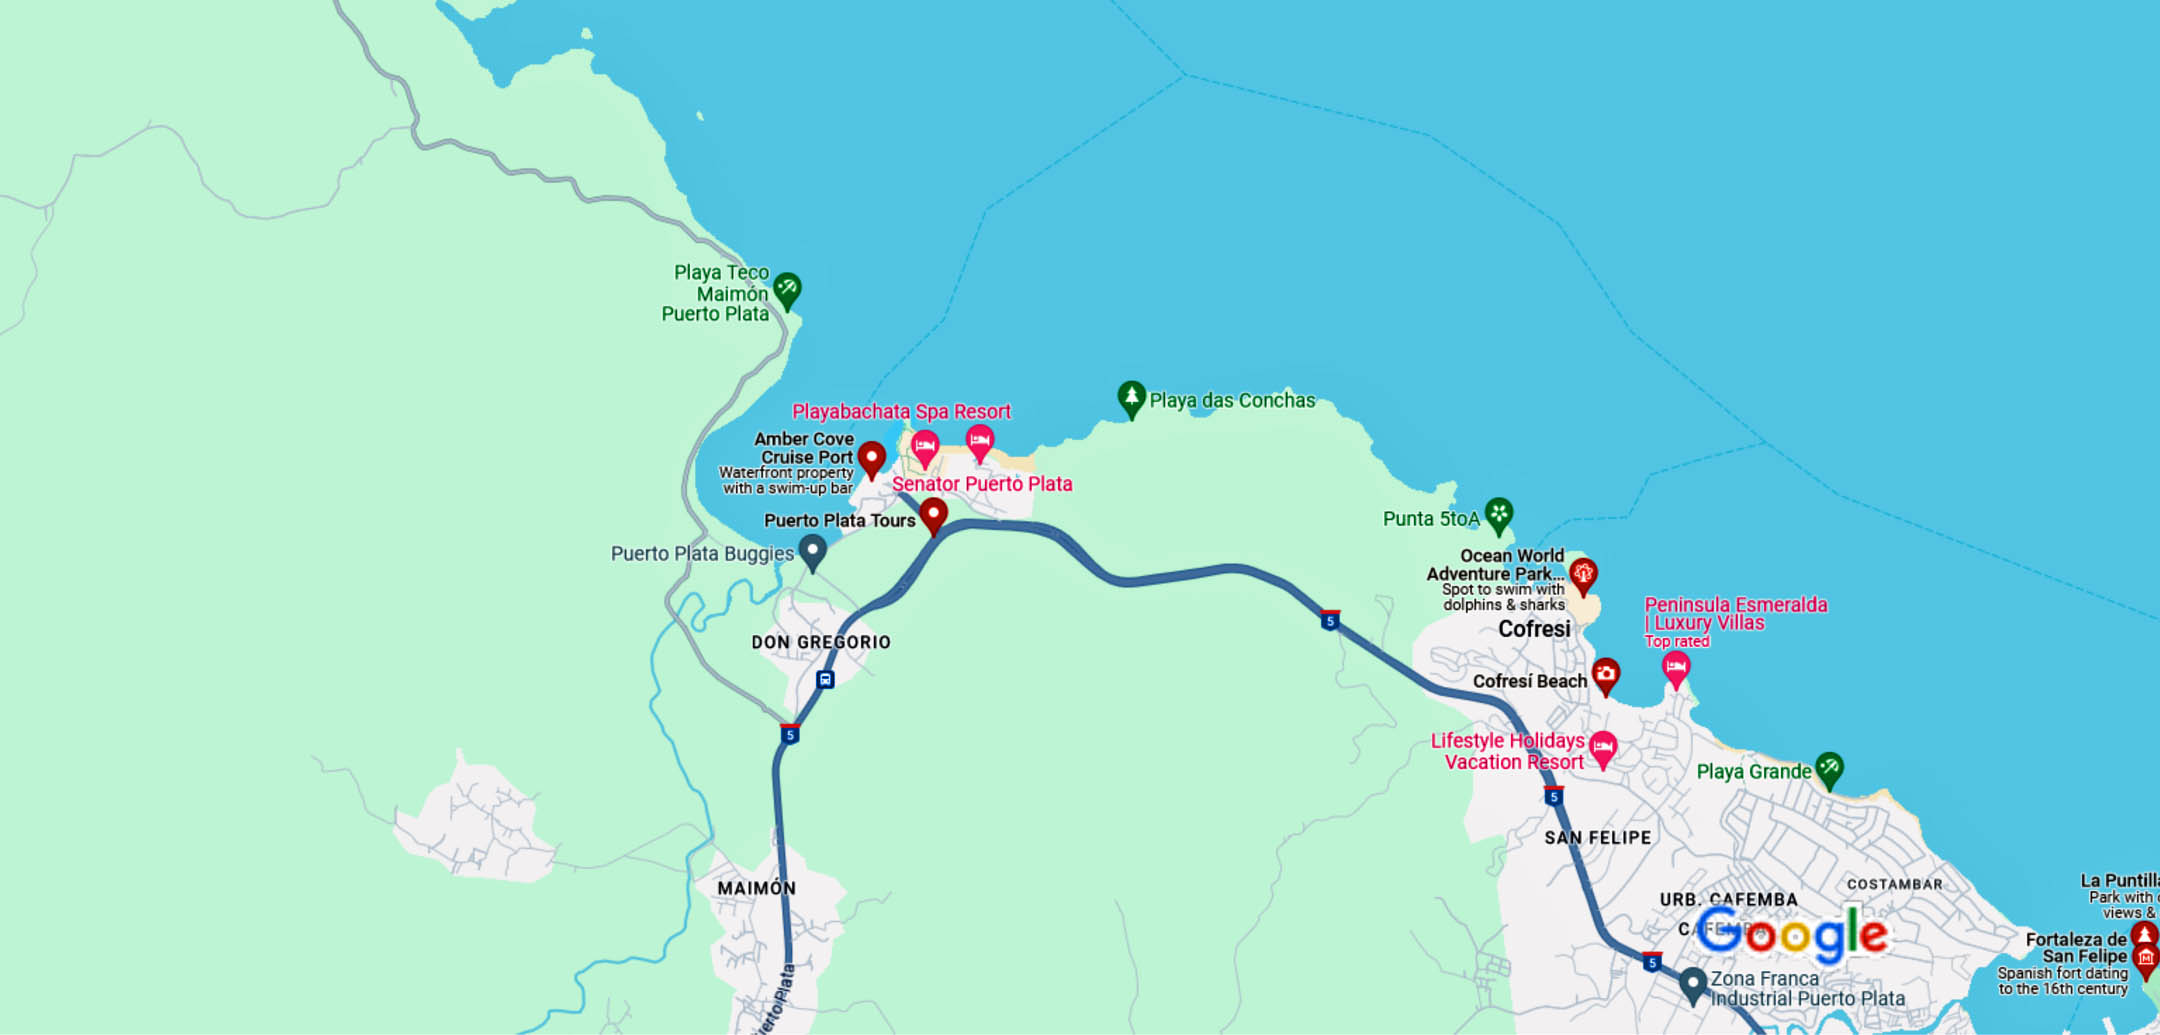 Playa Teco
Maimón
Puerto Plata
Playabachata Spa Resort
Playa das Conchas
Amber Cove
Cruise Port
Waterfront property
with a swim-up bar
Senator Puerto Plata
Puerto Plata Tours
Puerto Plata Buggies
Punta 5toA
Ocean World
Adventure Park...
Spot to swim with
dolphins & sharks
Cofresi
Peninsula Esmeralda
| Luxury Villas
Top rated
5
DON GREGORIO
Cofresí Beach
5
Lifestyle Holidays
Vacation Resort
Playa Grande
5
SAN FELIPE
MAIMÓN
COSTAMBAR
URB. CAFEMBA
Google
La Puntill
Park with
views &
Fortaleza de
San Felipe
Spanish fort dating
to the 16th century
5
Zona Franca
Industrial Puerto Plata
Plata